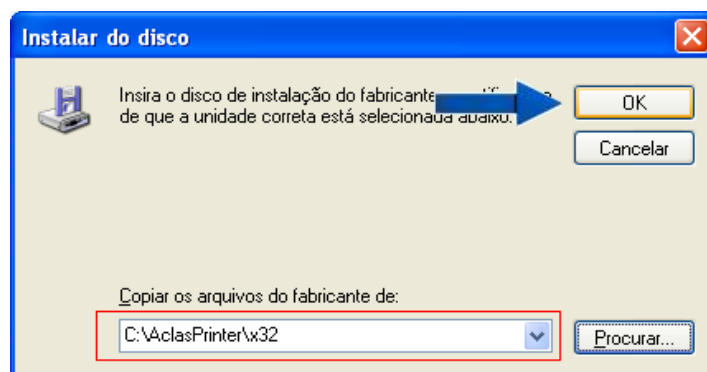 Instalar do disco
Insira o disco de instalação do fabricante
de que a unidade correta está selecionada abaixo.
OK
Cancelar
Copiar os arquivos do fabricante de:
C:\AclasPrinter\x32
Procurar...